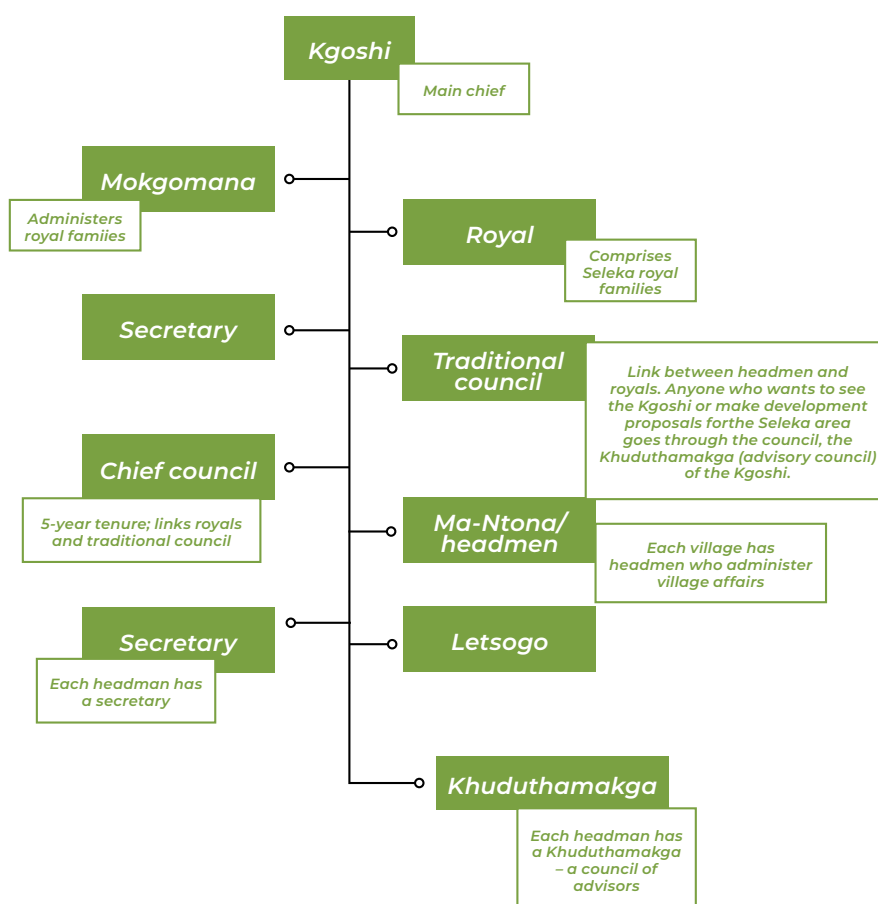 Kgoshi
Main chief
Mokgomana
Administers
royal famiies
Royal
Comprises
Seleka royal
families
Secretary
Traditional
council
Link between headmen and
royals. Anyone who wants to see
the Kgoshi or make development
proposals forthe Seleka area
goes through the council, the
Khuduthamakga (advisory council)
of the Kgoshi.
Chief council
5-year tenure; links royals
and traditional council
Ma-Ntona/
headmen
Each village has
headmen who administer
village affairs
Secretary
Each headman has
a secretary
Letsogo
Khuduthamakga
Each headman has
a Khuduthamakga
– a council of
advisors